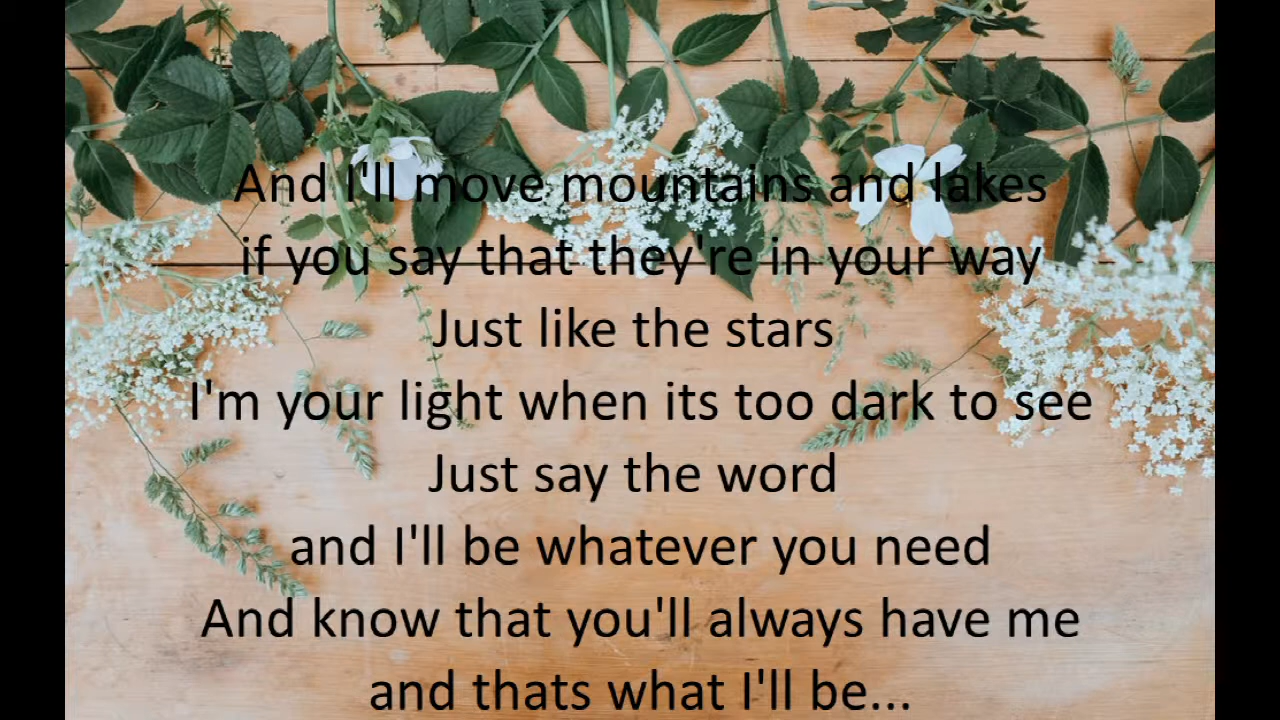 And I'll move mountains and lakes
if you say that they're in your way
Just like the stars
I'm your light when its too dark to see
Just say the word
and I'll be whatever you need
And know that you'll always have me
and thats what I'll be...